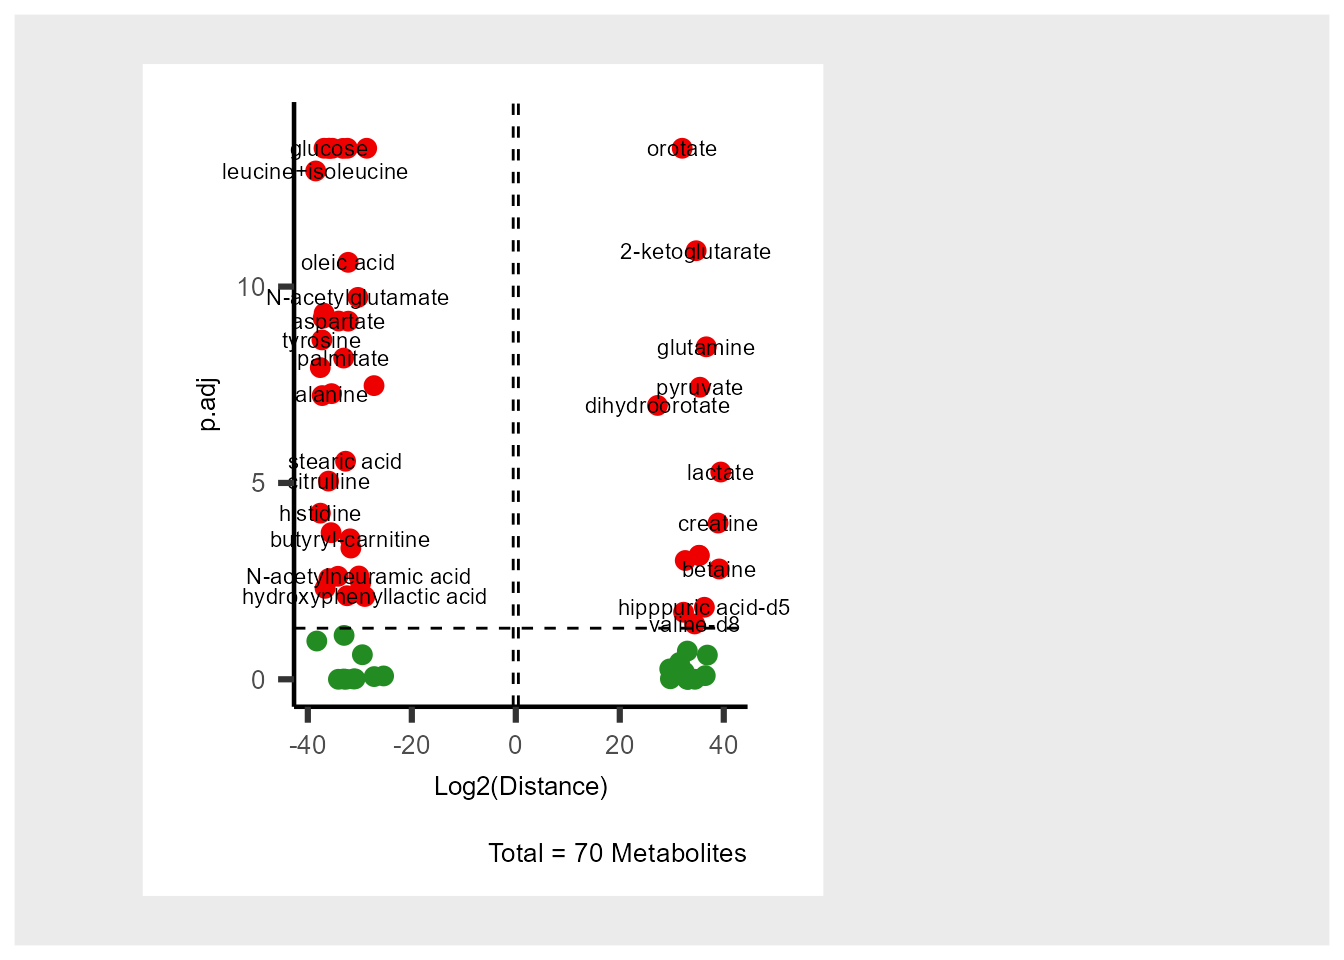 glucose
orotate
leucine+isoleucine
2-ketoglutarate
oleic acid
10
N-acetylglutamate
aspartate
tyrosine
glutamine
palmitate
pyruvate
alanine
dihydroorotate
p.adj
stearic acid
lactate
5
citrulline
histidine
creatine
butyryl-carnitine
betaine
N-acetylneuramic acid
hydroxyphenyllactic acid
hipppuric acid-d5
valine-d8
0
-40 -20 0 20 40
Log2(Distance)
Total = 70 Metabolites